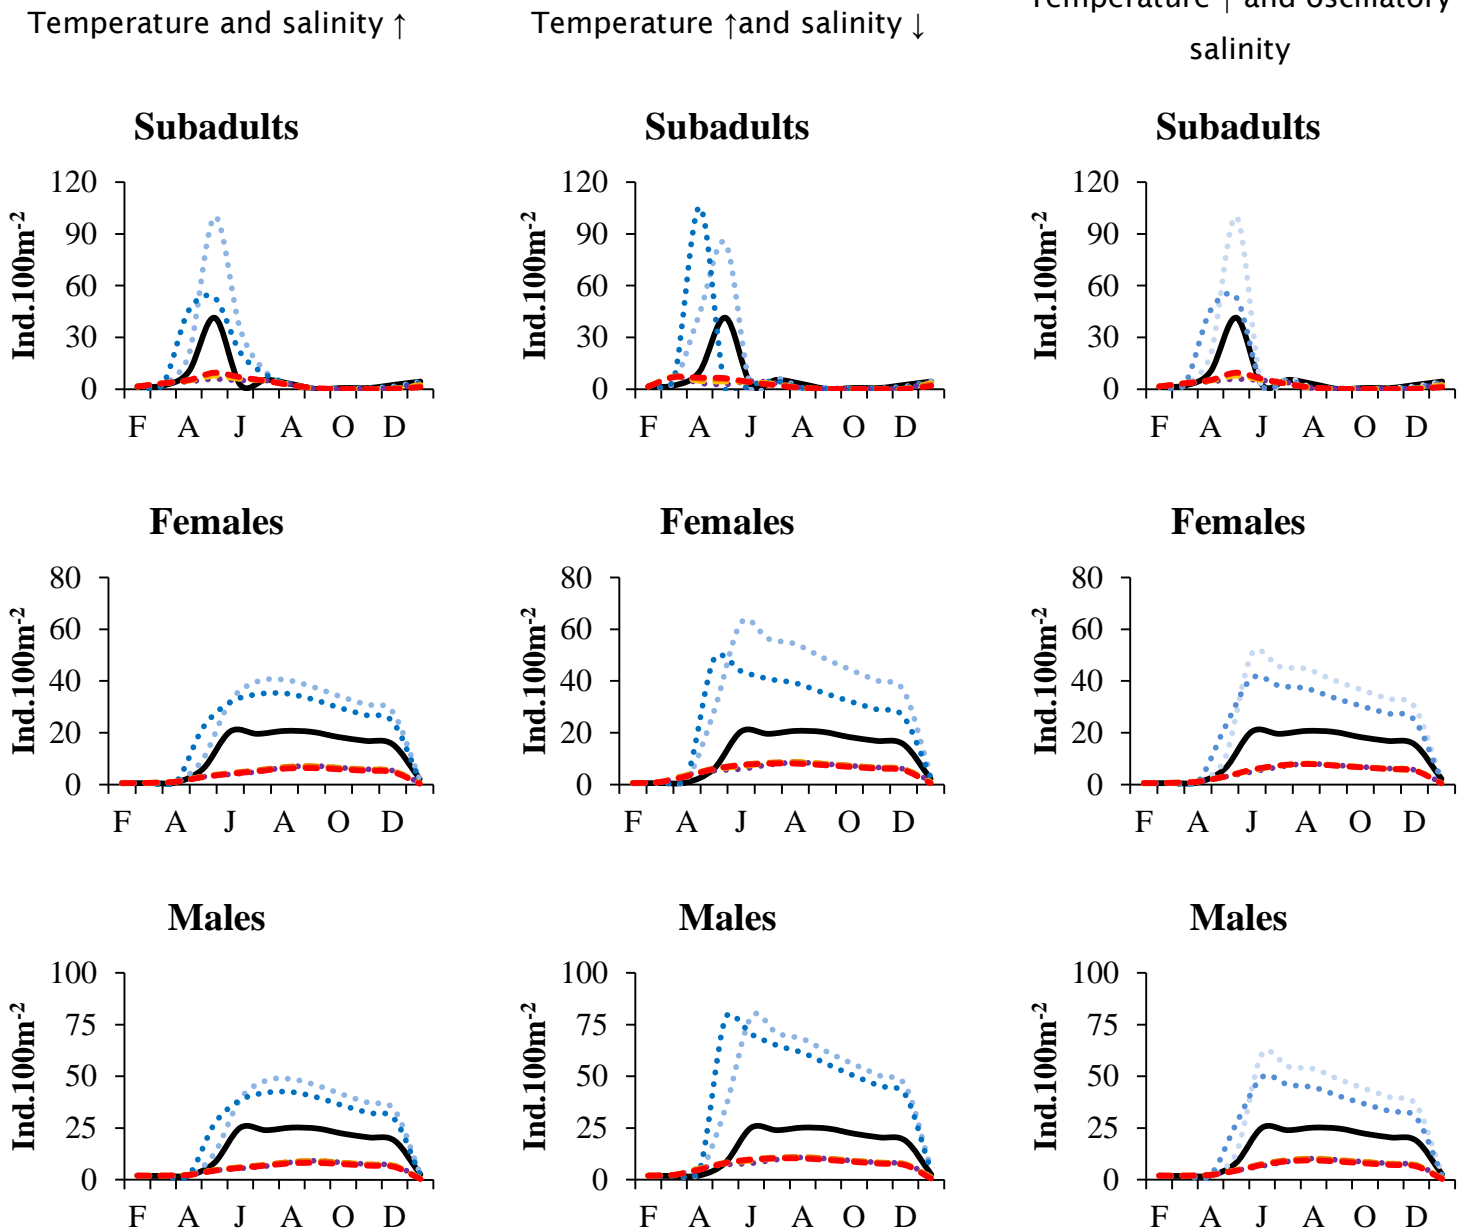 Temperature and salinity ↑
Temperature ↑and salinity ↓
Temperature ↑ and oscillatory
salinity
Subadults
Subadults
Subadults
Ind.100m-2
120
90
60
30
0
F A J A O D
Ind.100m-2
120
90
60
30
0
F A J A O D
Ind.100m-2
120
90
60
30
0
F A J A O D
Females
Females
Females
Ind.100m-2
80
60
40
20
0
F A J A O D
Ind.100m-2
80
60
40
20
0
F A J A O D
Ind.100m-2
80
60
40
20
0
F A J A O D
Males
Males
Males
Ind.100m-2
100
75
50
25
0
F A J A O D
Ind.100m-2
100
75
50
25
0
F A J A O D
Ind.100m-2
100
75
50
25
0
F A J A O D